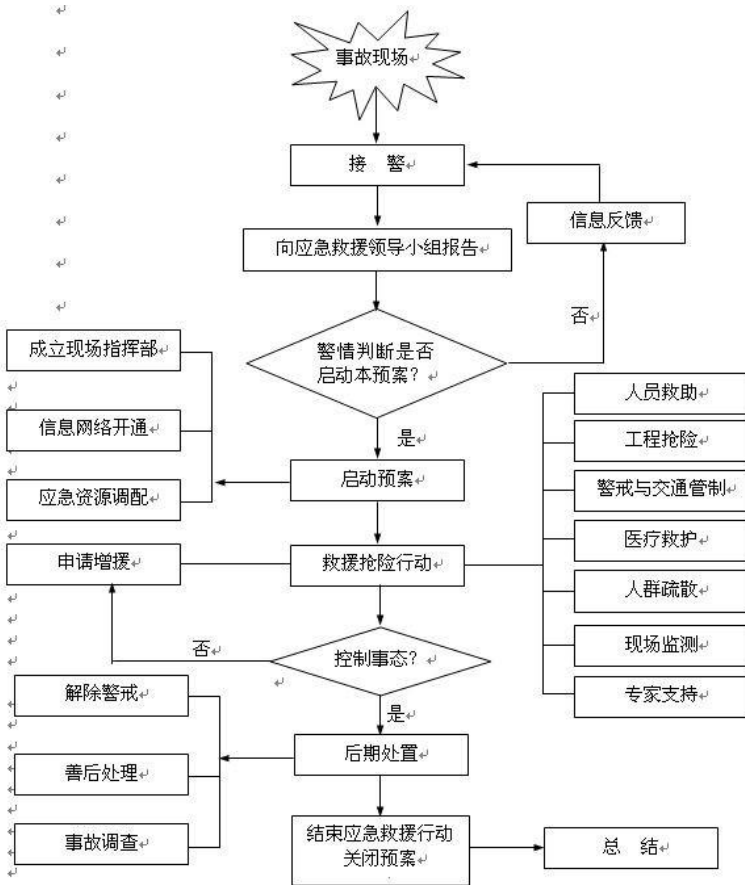 事故现场
接 警
信息反馈
向应急救援领导小组报告
否
成立现场指挥部
警情判断是否
启动本预案？
人员救助
信息网络开通
是
工程抢险
启动预案
应急资源调配
警戒与交通管制
医疗救护
申请增援
救援抢险行动
人群疏散
否
控制事态？
现场监测
解除警戒
专家支持
是
后期处置
善后处理
结束应急救援行动
关闭预案
事故调查
总 结